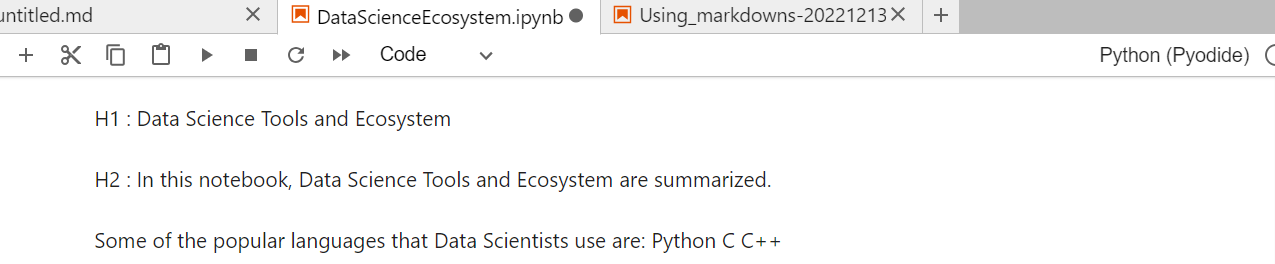 untitled.md
DataScienceEcosystem.ipynb
Using_markdowns-20221213
Code
Python (Pyodide)
H1 : Data Science Tools and Ecosystem
H2 : In this notebook, Data Science Tools and Ecosystem are summarized.
Some of the popular languages that Data Scientists use are: Python C C++